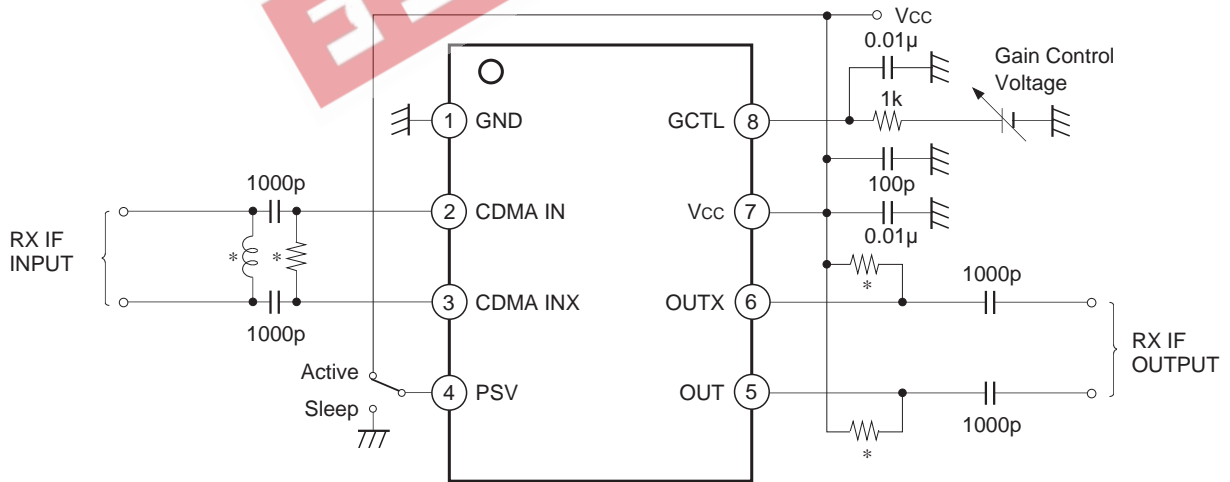 Vcc
0.01µ
Gain Control
Voltage
1k
1 GND
GCTL 8
100p
1000p
2 CDMA IN
Vcc 7
0.01µ
RX IF
INPUT
*
*
*
1000p
3 CDMA INX
OUTX 6
1000p
RX IF
OUTPUT
Active
4 PSV
OUT 5
Sleep
1000p
*